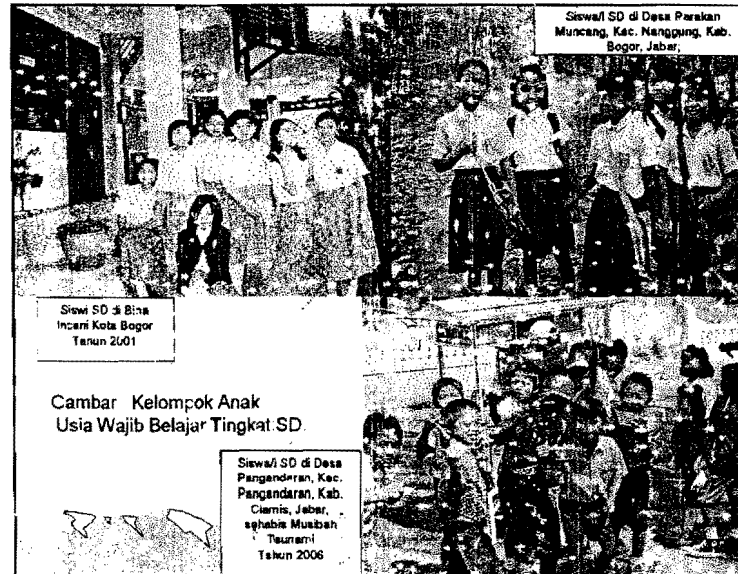 Siswa/i SD di Desa Parakan
Muncang, Kec. Nanggung, Kab.
Bogor, Jabar;
Siswi SD di Bina
Insani Kota Bogor
Tahun 2001
Gambar Kelompok Anak
Usia Wajib Belajar Tingkat SD.
Siswa/i SD di Desa
Pangandaran, Kec.
Pangandaran, Kab.
Ciamis, Jabar,
sehabis Musibah
Tsunami
Tahun 2006